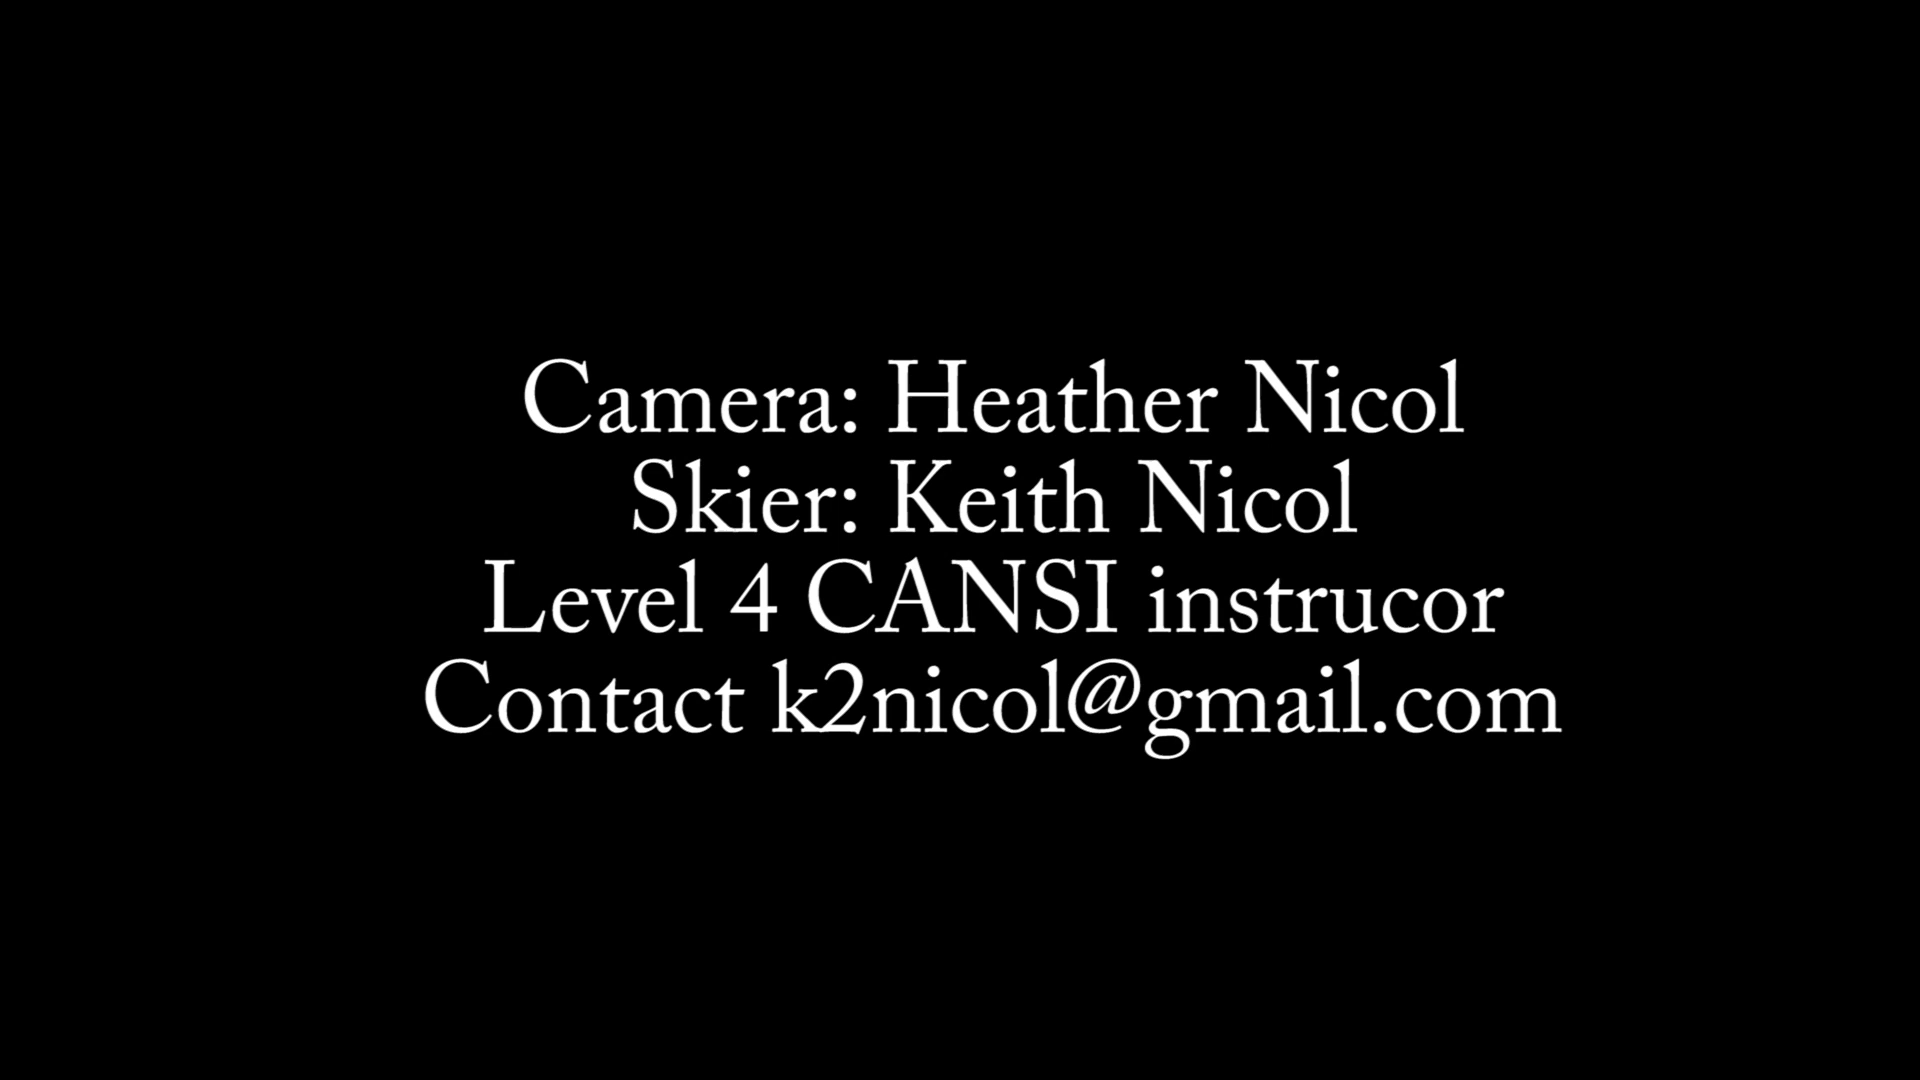 Camera: Heather Nicol
Skier: Keith Nicol
Level 4 CANSI instrucor
Contact k2nicol@gmail.com